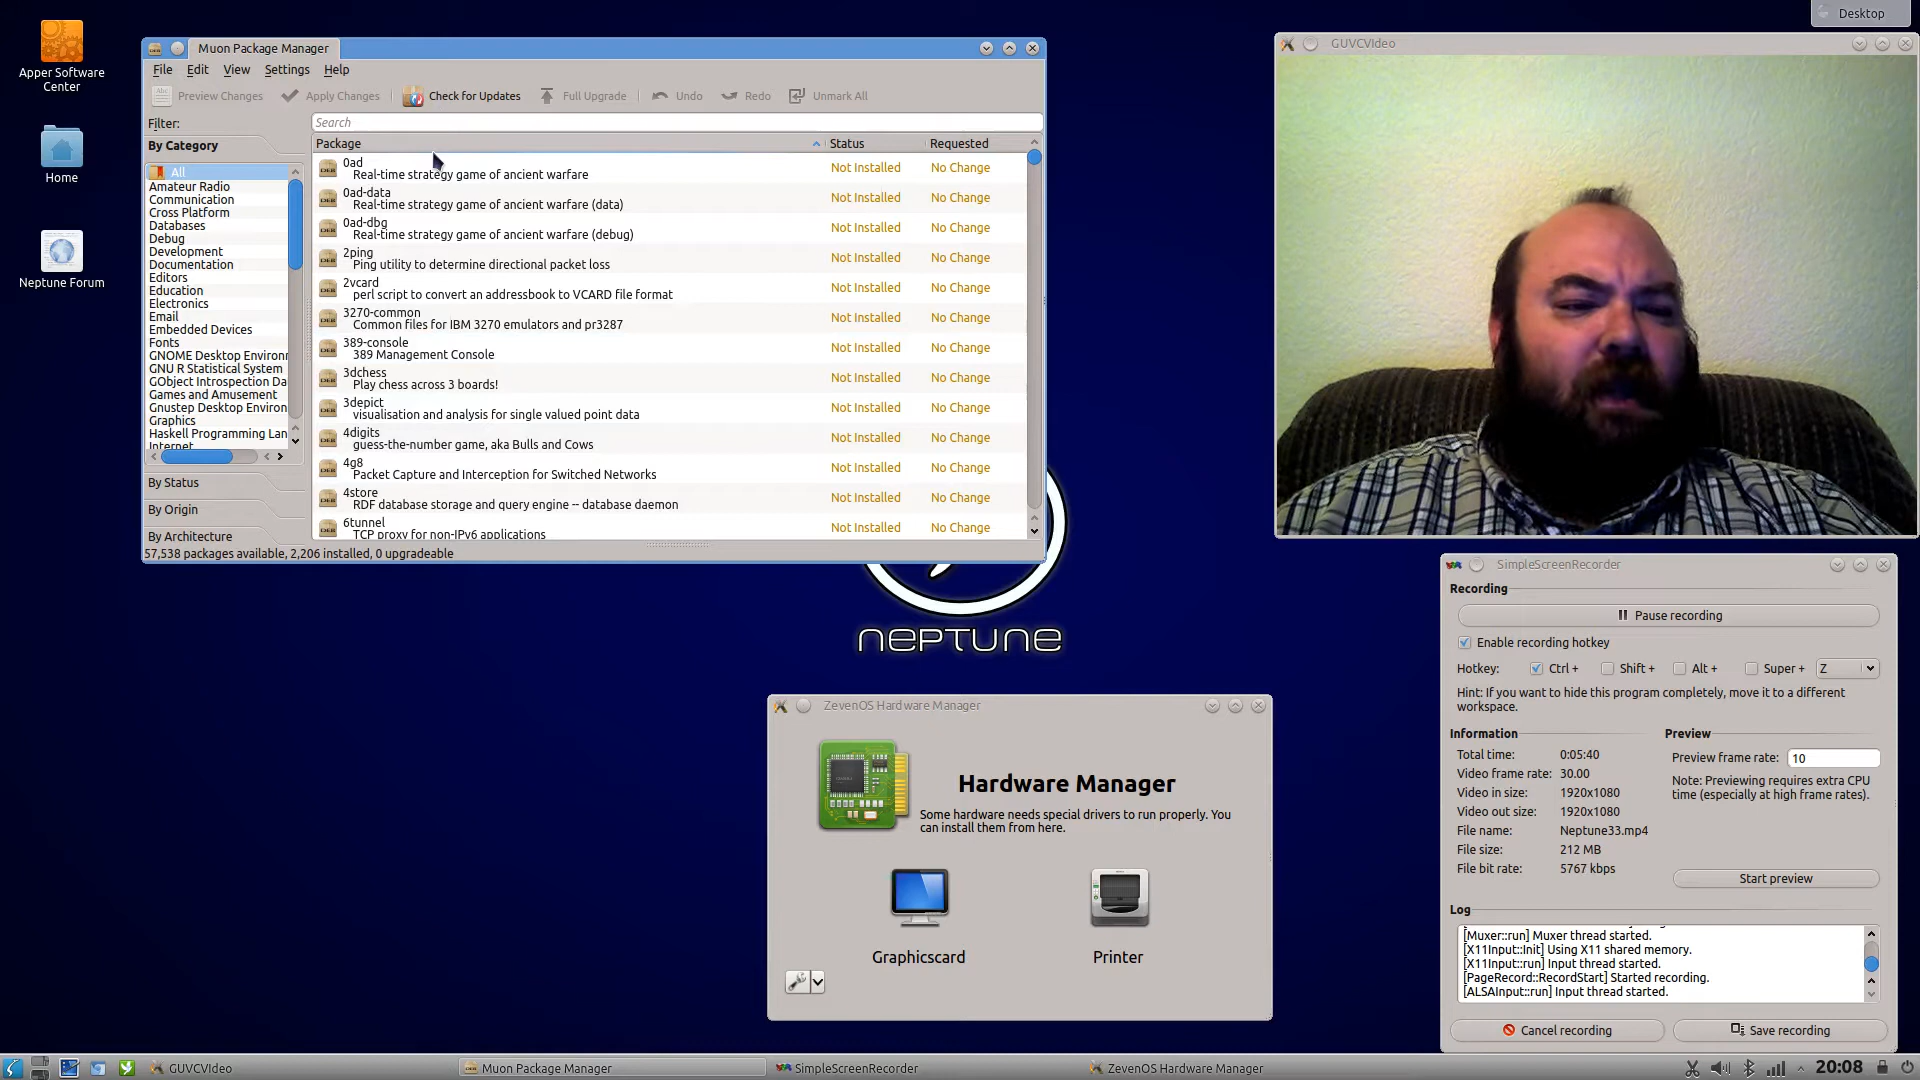 Desktop
Apper Software
Center
Home
Neptune Forum
Muon Package Manager
File Edit View Settings Help
Preview Changes Apply Changes Check for Updates Full Upgrade Undo Redo Unmark All
Filter:
Search
By Category
Package Status Requested
All
Amateur Radio
Communication
Cross Platform
Databases
Debug
Development
Documentation
Editors
Education
Electronics
Email
Embedded Devices
Fonts
GNOME Desktop Environ
GNU R Statistical System
GObject Introspection Da
Games and Amusement
Gnustep Desktop Environ
Graphics
Haskell Programming Lan
Internet
By Status
By Origin
By Architecture
0ad
Real-time strategy game of ancient warfare Not Installed No Change
0ad-data
Real-time strategy game of ancient warfare (data) Not Installed No Change
0ad-dbg
Real-time strategy game of ancient warfare (debug) Not Installed No Change
2ping
Ping utility to determine directional packet loss Not Installed No Change
2vcard
perl script to convert an addressbook to VCARD file format Not Installed No Change
3270-common
Common files for IBM 3270 emulators and pr3287 Not Installed No Change
389-console
389 Management Console Not Installed No Change
3dchess
Play chess across 3 boards! Not Installed No Change
3depict
visualisation and analysis for single valued point data Not Installed No Change
4digits
guess-the-number game, aka Bulls and Cows Not Installed No Change
4g8
Packet Capture and Interception for Switched Networks Not Installed No Change
4store
RDF database storage and query engine -- database daemon Not Installed No Change
6tunnel
TCP proxy for non-IPv6 applications Not Installed No Change
57,538 packages available, 2,206 installed, 0 upgradeable
GUVCVideo
NEPTUNE
ZevenOS Hardware Manager
Hardware Manager
Some hardware needs special drivers to run properly. You
can install them from here.
Graphicscard Printer
SimpleScreenRecorder
Recording
Pause recording
Enable recording hotkey
Hotkey: Ctrl + Shift + Alt + Super + Z
Hint: If you want to hide this program completely, move it to a different
workspace.
Information
Total time: 0:05:40
Video frame rate: 30.00
Video in size: 1920x1080
Video out size: 1920x1080
File name: Neptune33.mp4
File size: 212 MB
File bit rate: 5767 kbps
Preview
Preview frame rate: 10
Note: Previewing requires extra CPU
time (especially at high frame rates).
Start preview
Log
[Muxer::run] Muxer thread started.
[X11Input::Init] Using X11 shared memory.
[X11Input::run] Input thread started.
[PageRecord::RecordStart] Started recording.
[ALSAInput::run] Input thread started.
Cancel recording Save recording
GUVCVideo Muon Package Manager SimpleScreenRecorder ZevenOS Hardware Manager 20:08